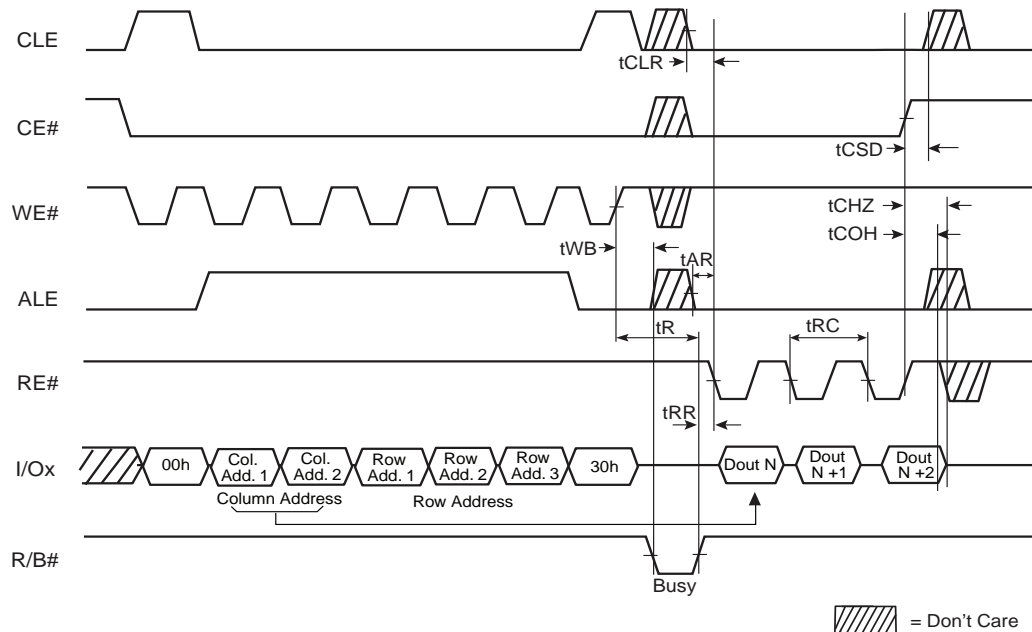 CLE
tCLR
CE#
tCSD
WE#
tCHZ
tCOH
tWB
tAR
ALE
tR
tRC
RE#
tRR
I/Ox
00h
Col. Add. 1
Col. Add. 2
Row Add. 1
Row Add. 2
Row Add. 3
30h
Dout N
Dout N +1
Dout N +2
Column Address
Row Address
R/B#
Busy
= Don't Care